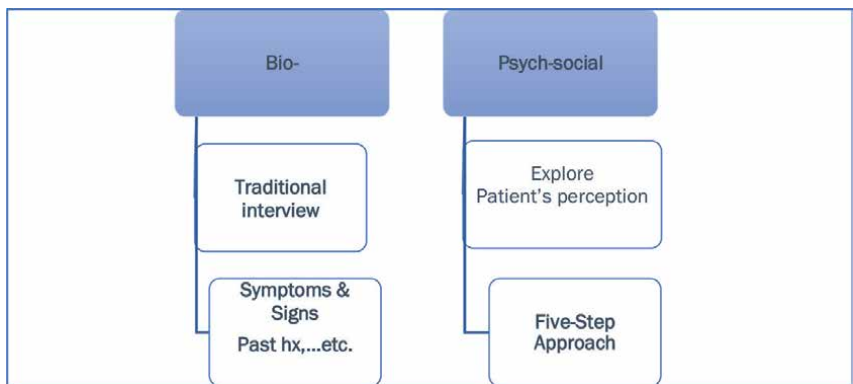 Bio-
Traditional
interview
Symptoms &
Signs
Past hx,...etc.
Psych-social
Explore
Patient's perception
Five-Step
Approach